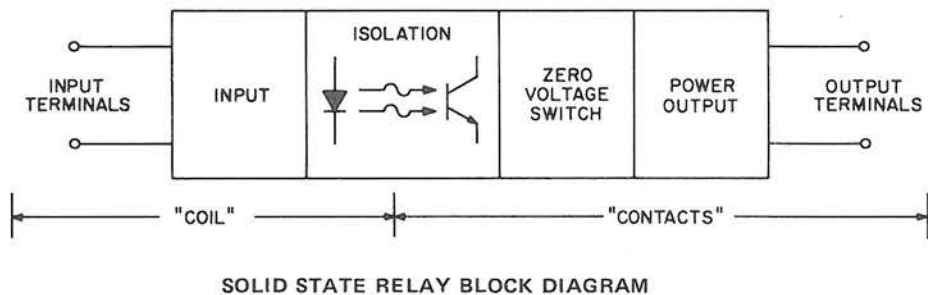 ISOLATION
INPUT
TERMINALS
INPUT
ZERO
VOLTAGE
SWITCH
POWER
OUTPUT
OUTPUT
TERMINALS
"COIL"
"CONTACTS"
SOLID STATE RELAY BLOCK DIAGRAM